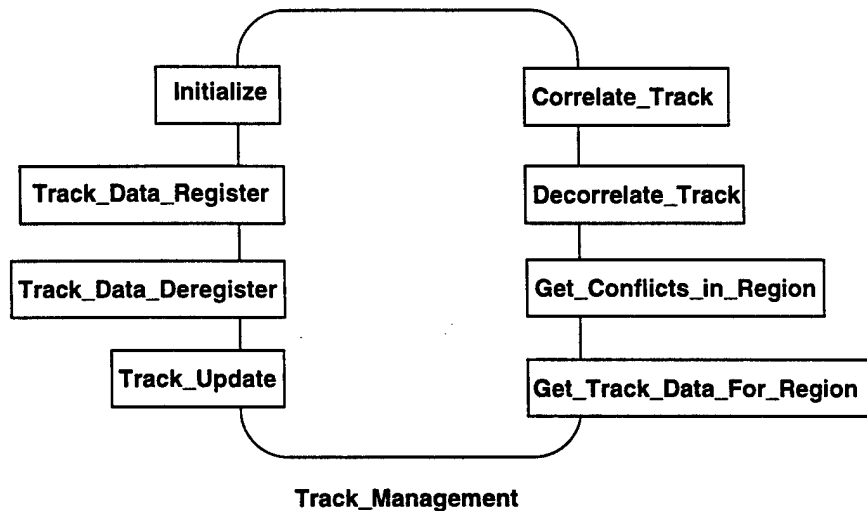 Initialize
Track_Data_Register
Track_Data_Deregister
Track_Update
Correlate_Track
Decorrelate_Track
Get_Conflicts_in_Region
Get_Track_Data_For_Region
Track_Management